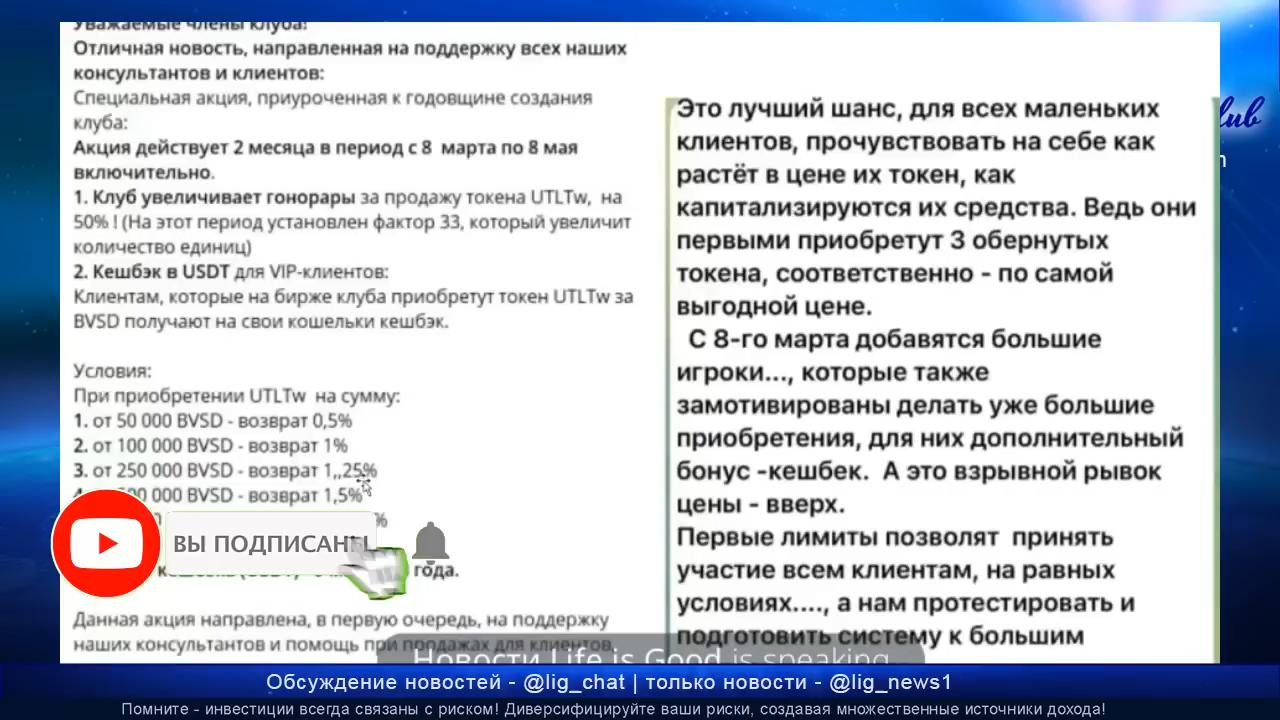 Уважаемые члены клуба!
Отличная новость, направленная на поддержку всех наших
консультантов и клиентов:
Специальная акция, приуроченная к годовщине создания
клуба:
Акция действует 2 месяца в период с 8 марта по 8 мая
включительно.
1. Клуб увеличивает гонорары за продажу токена UTLTw, на
50% ! (На этот период установлен фактор 33, который увеличит
количество единиц)
2. Кешбэк в USDT для VIP-клиентов:
Клиентам, которые на бирже клуба приобретут токен UTLTw за
BVSD получают на свои кошельки кешбэк.
Условия:
При приобретении UTLTw на сумму:
1. от 50 000 BVSD - возврат 0,5%
2. от 100 000 BVSD - возврат 1%
3. от 250 000 BVSD - возврат 1,,25%
00 000 BVSD - возврат 1,5%
%
года.
Данная акция направлена, в первую очередь, на поддержку
наших консультантов и помощь при продажах для клиентов,
Это лучший шанс, для всех маленьких
клиентов, прочувствовать на себе как
растёт в цене их токен, как
капитализируются их средства. Ведь они
первыми приобретут 3 обернутых
токена, соответственно - по самой
выгодной цене.
С 8-го марта добавятся большие
игроки..., которые также
замотивированы делать уже большие
приобретения, для них дополнительный
бонус -кешбек. А это взрывной рывок
цены - вверх.
Первые лимиты позволят принять
участие всем клиентам, на равных
условиях...., а нам протестировать и
подготовить систему к большим
lub
ВЫ ПОДПИСАНЫ
Новости Life is Good is speaking
Обсуждение новостей - @lig_chat | только новости - @lig_news1
Помните - инвестиции всегда связаны с риском! Диверсифицируйте ваши риски, создавая множественные источники дохода!